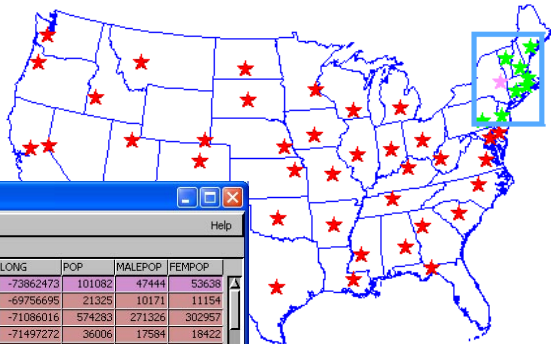 Help
LONG POP MALEPOP FEMPOP
-73862473 101082 47444 53638
-69756695 21325 10171 11154
-71086016 574283 271326 302957
-71497272 36006 17584 18422